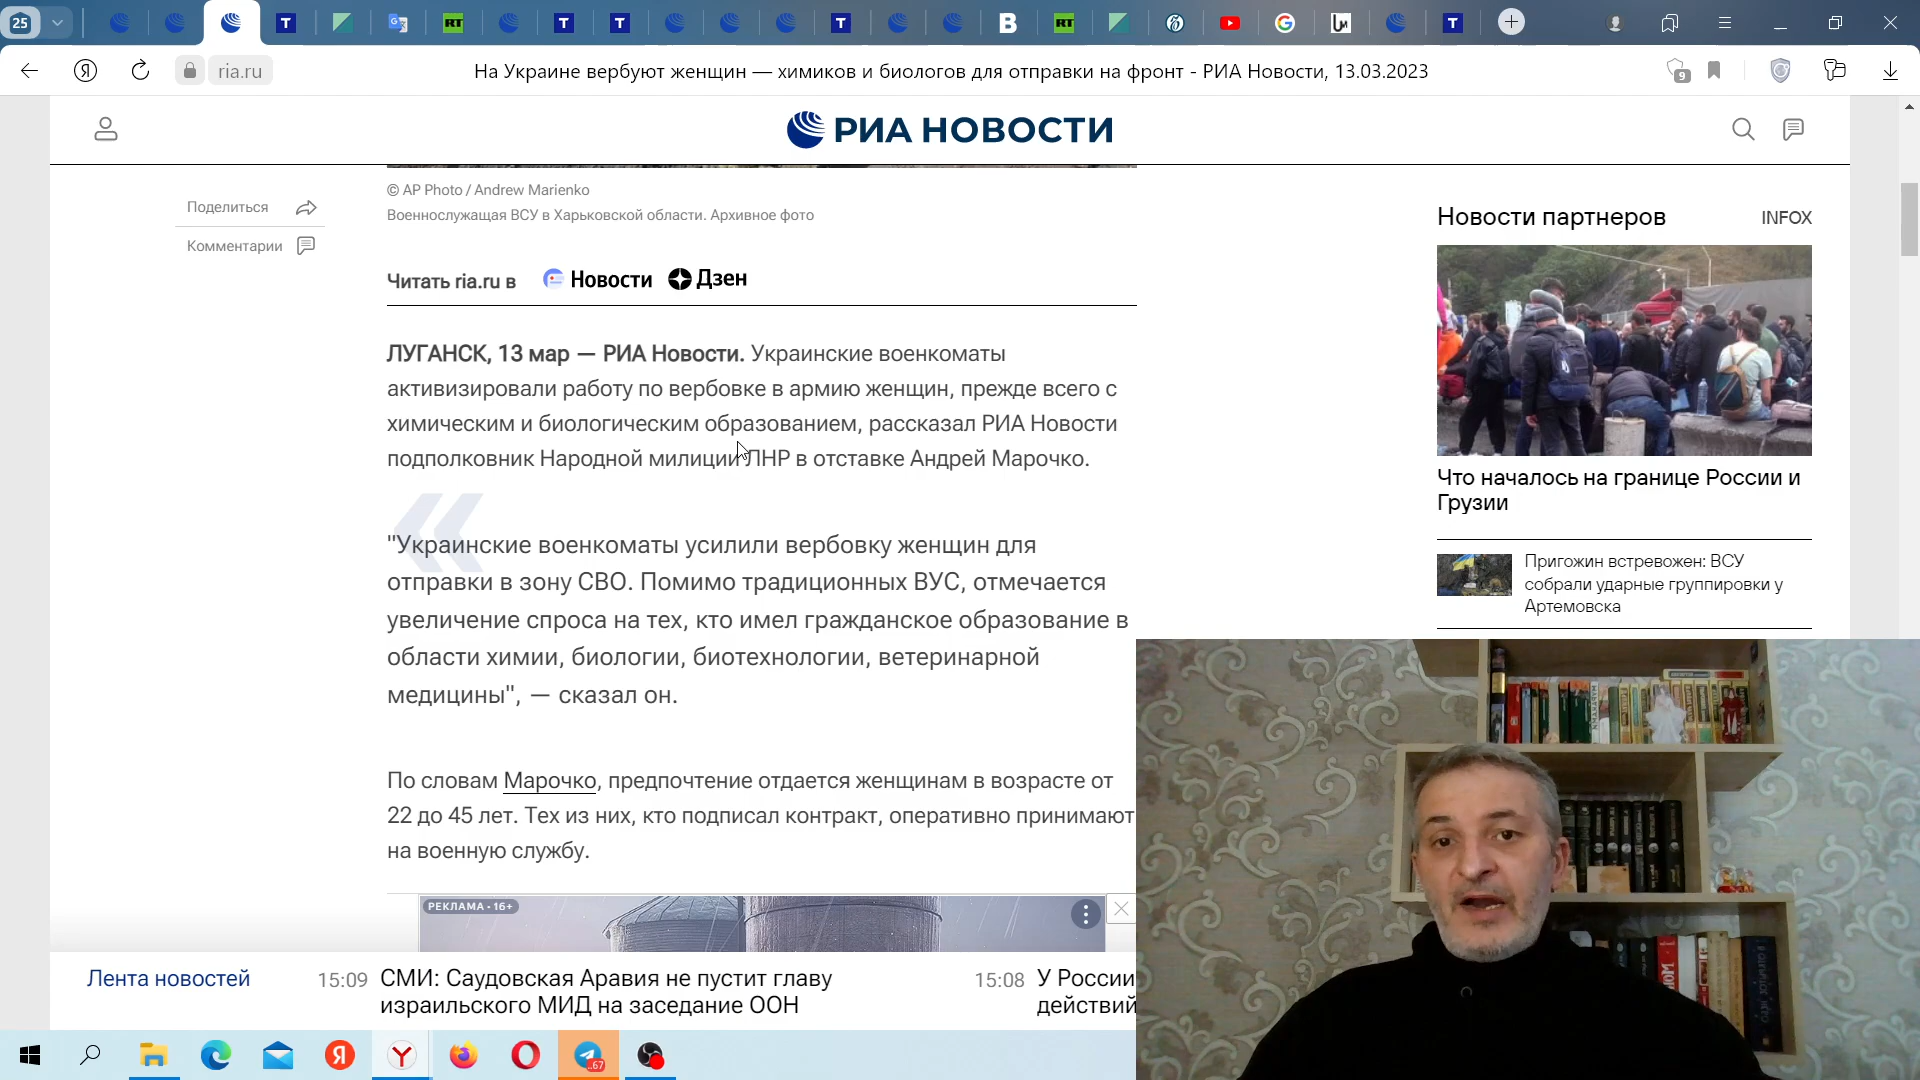 25
T
RT
T
T
T
B
RT
T
ria.ru
На Украине вербуют женщин — химиков и биологов для отправки на фронт - РИА Новости, 13.03.2023
9
РИА НОВОСТИ
Поделиться
Комментарии
© AP Photo / Andrew Marienko
Военнослужащая ВСУ в Харьковской области. Архивное фото
Читать ria.ru в Новости Дзен
ЛУГАНСК, 13 мар — РИА Новости. Украинские военкоматы
активизировали работу по вербовке в армию женщин, прежде всего с
химическим и биологическим образованием, рассказал РИА Новости
подполковник Народной милиции ЛНР в отставке Андрей Марочко.
"Украинские военкоматы усилили вербовку женщин для
отправки в зону СВО. Помимо традиционных ВУС, отмечается
увеличение спроса на тех, кто имел гражданское образование в
области химии, биологии, биотехнологии, ветеринарной
медицины", — сказал он.
По словам Марочко, предпочтение отдается женщинам в возрасте от
22 до 45 лет. Тех из них, кто подписал контракт, оперативно принимают
на военную службу.
РЕКЛАМА • 16+
Новости партнеров INFOX
Что началось на границе России и
Грузии
Пригожин встревожен: ВСУ
собрали ударные группировки у
Артемовска
Лента новостей
15:09 СМИ: Саудовская Аравия не пустит главу
израильского МИД на заседание ООН
15:08 У России
действий
..67